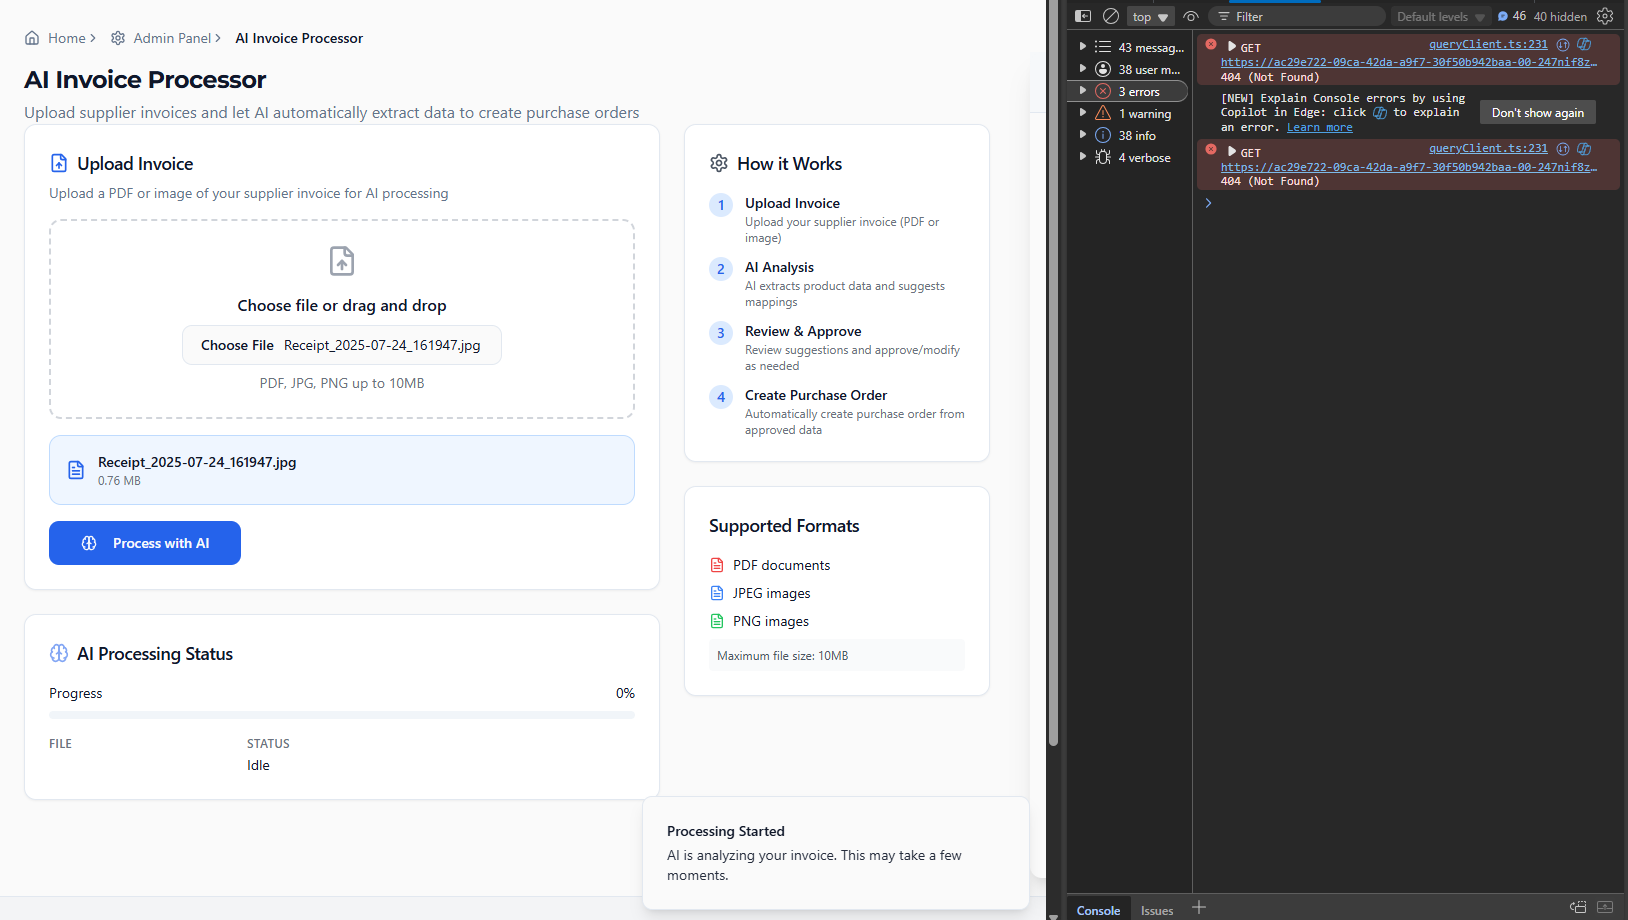 Home > Admin Panel > AI Invoice Processor
AI Invoice Processor
Upload supplier invoices and let AI automatically extract data to create purchase orders
Upload Invoice
Upload a PDF or image of your supplier invoice for AI processing
Choose file or drag and drop
Choose File Receipt_2025-07-24_161947.jpg
PDF, JPG, PNG up to 10MB
Receipt_2025-07-24_161947.jpg
0.76 MB
Process with AI
AI Processing Status
Progress 0%
FILE STATUS
Idle
How it Works
1 Upload Invoice
Upload your supplier invoice (PDF or
image)
2 AI Analysis
AI extracts product data and suggests
mappings
3 Review & Approve
Review suggestions and approve/modify
as needed
4 Create Purchase Order
Automatically create purchase order from
approved data
Supported Formats
PDF documents
JPEG images
PNG images
Maximum file size: 10MB
Processing Started
AI is analyzing your invoice. This may take a few
moments.
top Filter Default levels 46 40 hidden
43 messag...
38 user m...
3 errors
1 warning
38 info
4 verbose
GET queryClient.ts:231
https://ac29e722-09ca-42da-a9f7-30f50b942baa-00-247nif8z…
404 (Not Found)
[NEW] Explain Console errors by using
Copilot in Edge: click to explain
an error. Learn more
Don't show again
GET queryClient.ts:231
https://ac29e722-09ca-42da-a9f7-30f50b942baa-00-247nif8z…
404 (Not Found)
Console Issues